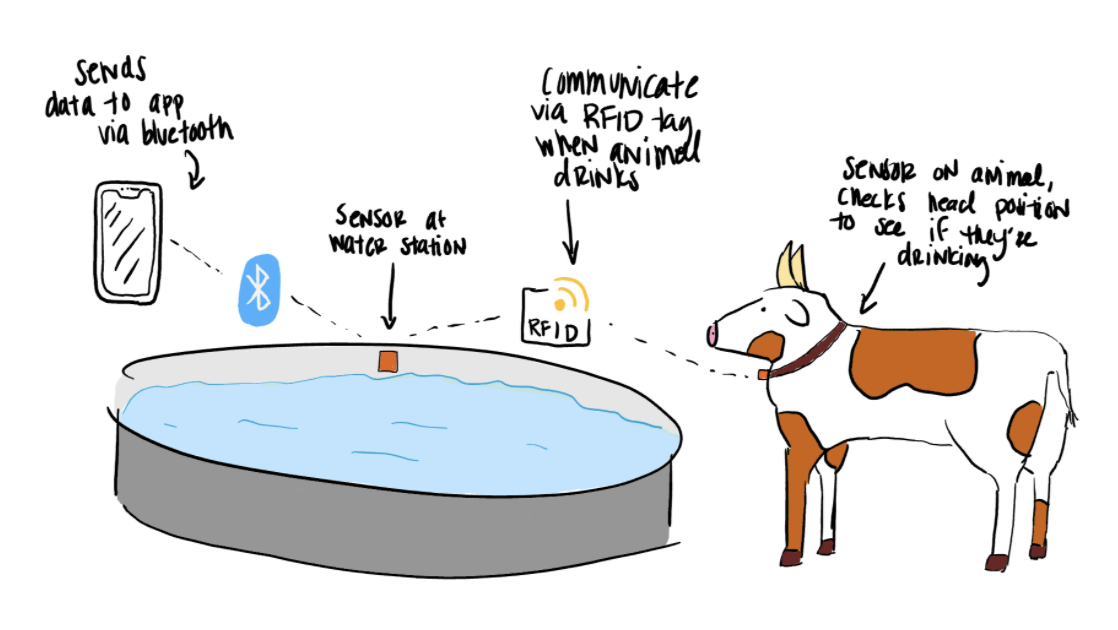 Sends
data to app
via bluetooth
Communicate
via RFID tag
when animal
drinks
Sensor at
water station
RFID
Sensor on animal,
checks head position
to see if they're
drinking